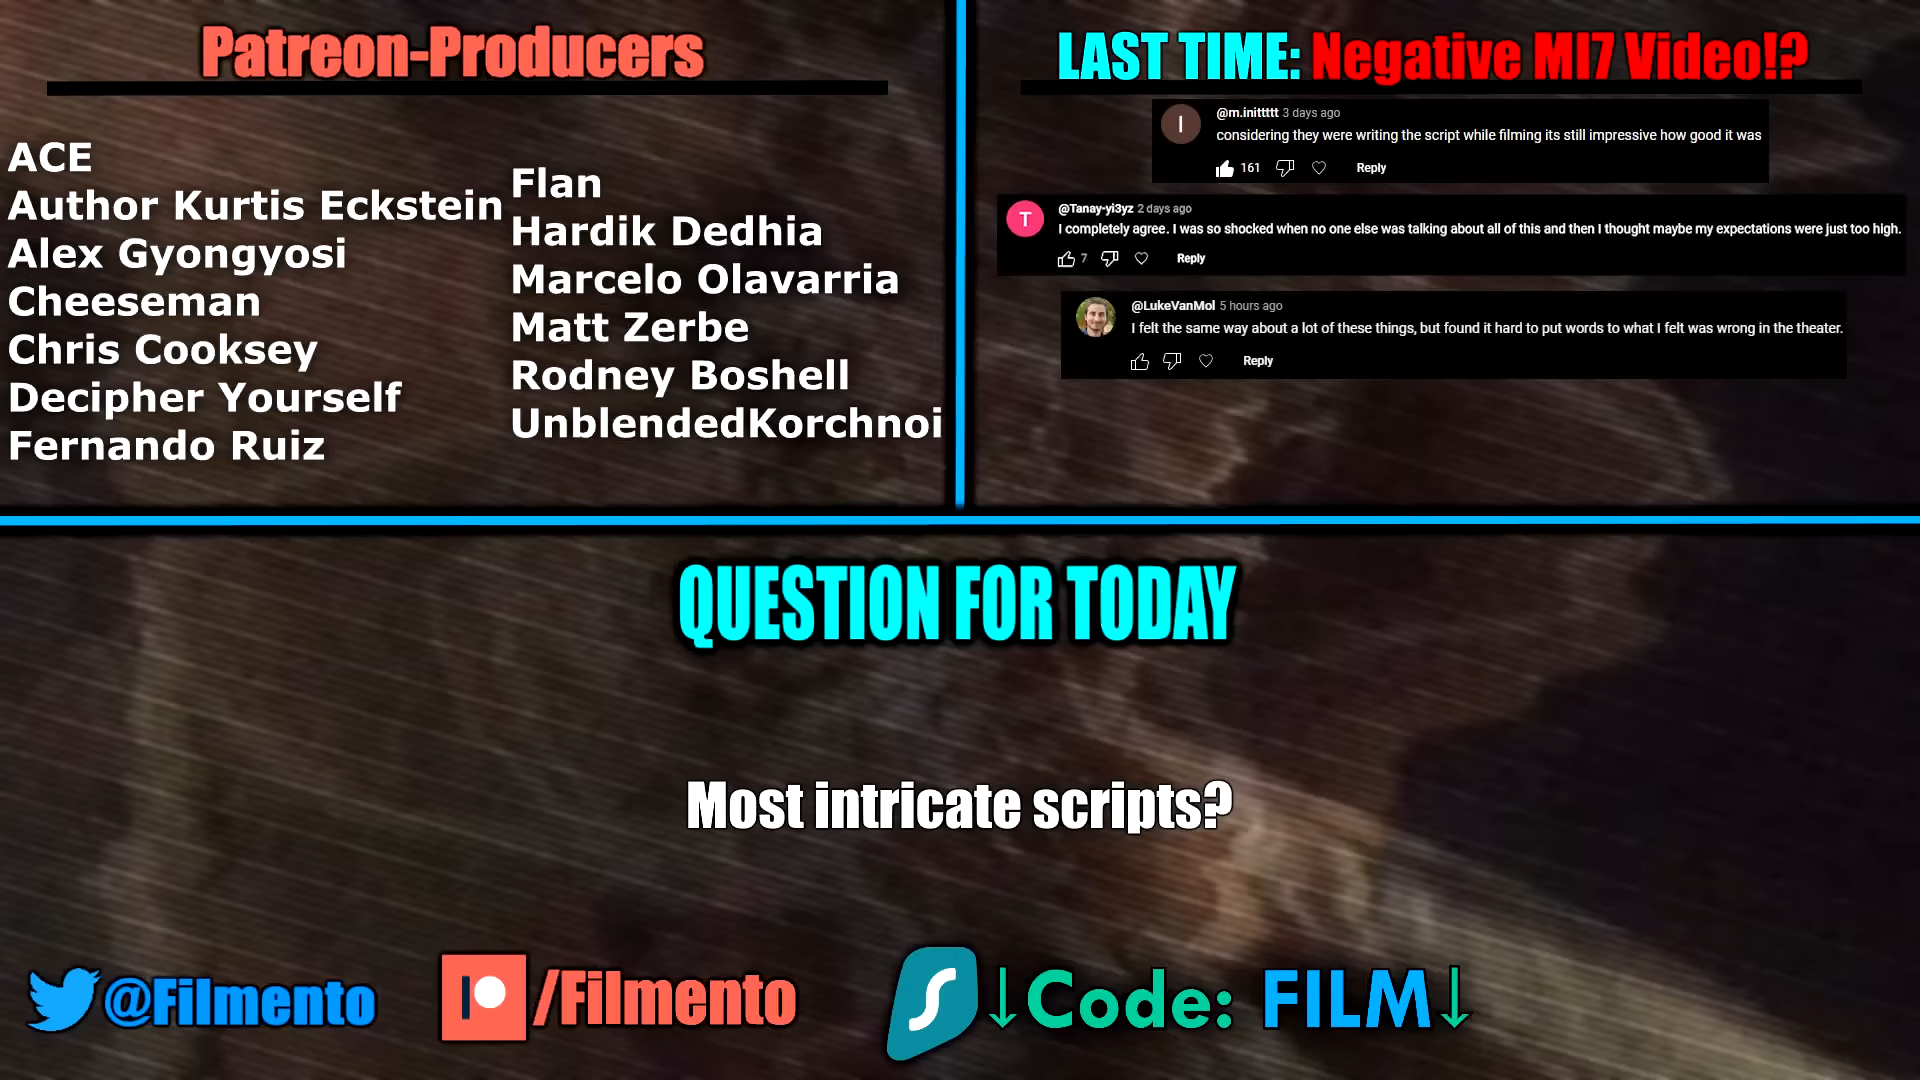 Patreon-Producers
ACE
Author Kurtis Eckstein
Alex Gyongyosi
Cheeseman
Chris Cooksey
Decipher Yourself
Fernando Ruiz
Flan
Hardik Dedhia
Marcelo Olavarria
Matt Zerbe
Rodney Boshell
UnblendedKorchnoi
LAST TIME: Negative MI7 Video!?
I
@m.inittttt 3 days ago
considering they were writing the script while filming its still impressive how good it was
161 Reply
T
@Tanay-yi3yz 2 days ago
I completely agree. I was so shocked when no one else was talking about all of this and then I thought maybe my expectations were just too high.
7 Reply
@LukeVanMol 5 hours ago
I felt the same way about a lot of these things, but found it hard to put words to what I felt was wrong in the theater.
Reply
QUESTION FOR TODAY
Most intricate scripts?
@Filmento
/Filmento
↓Code: FILM↓